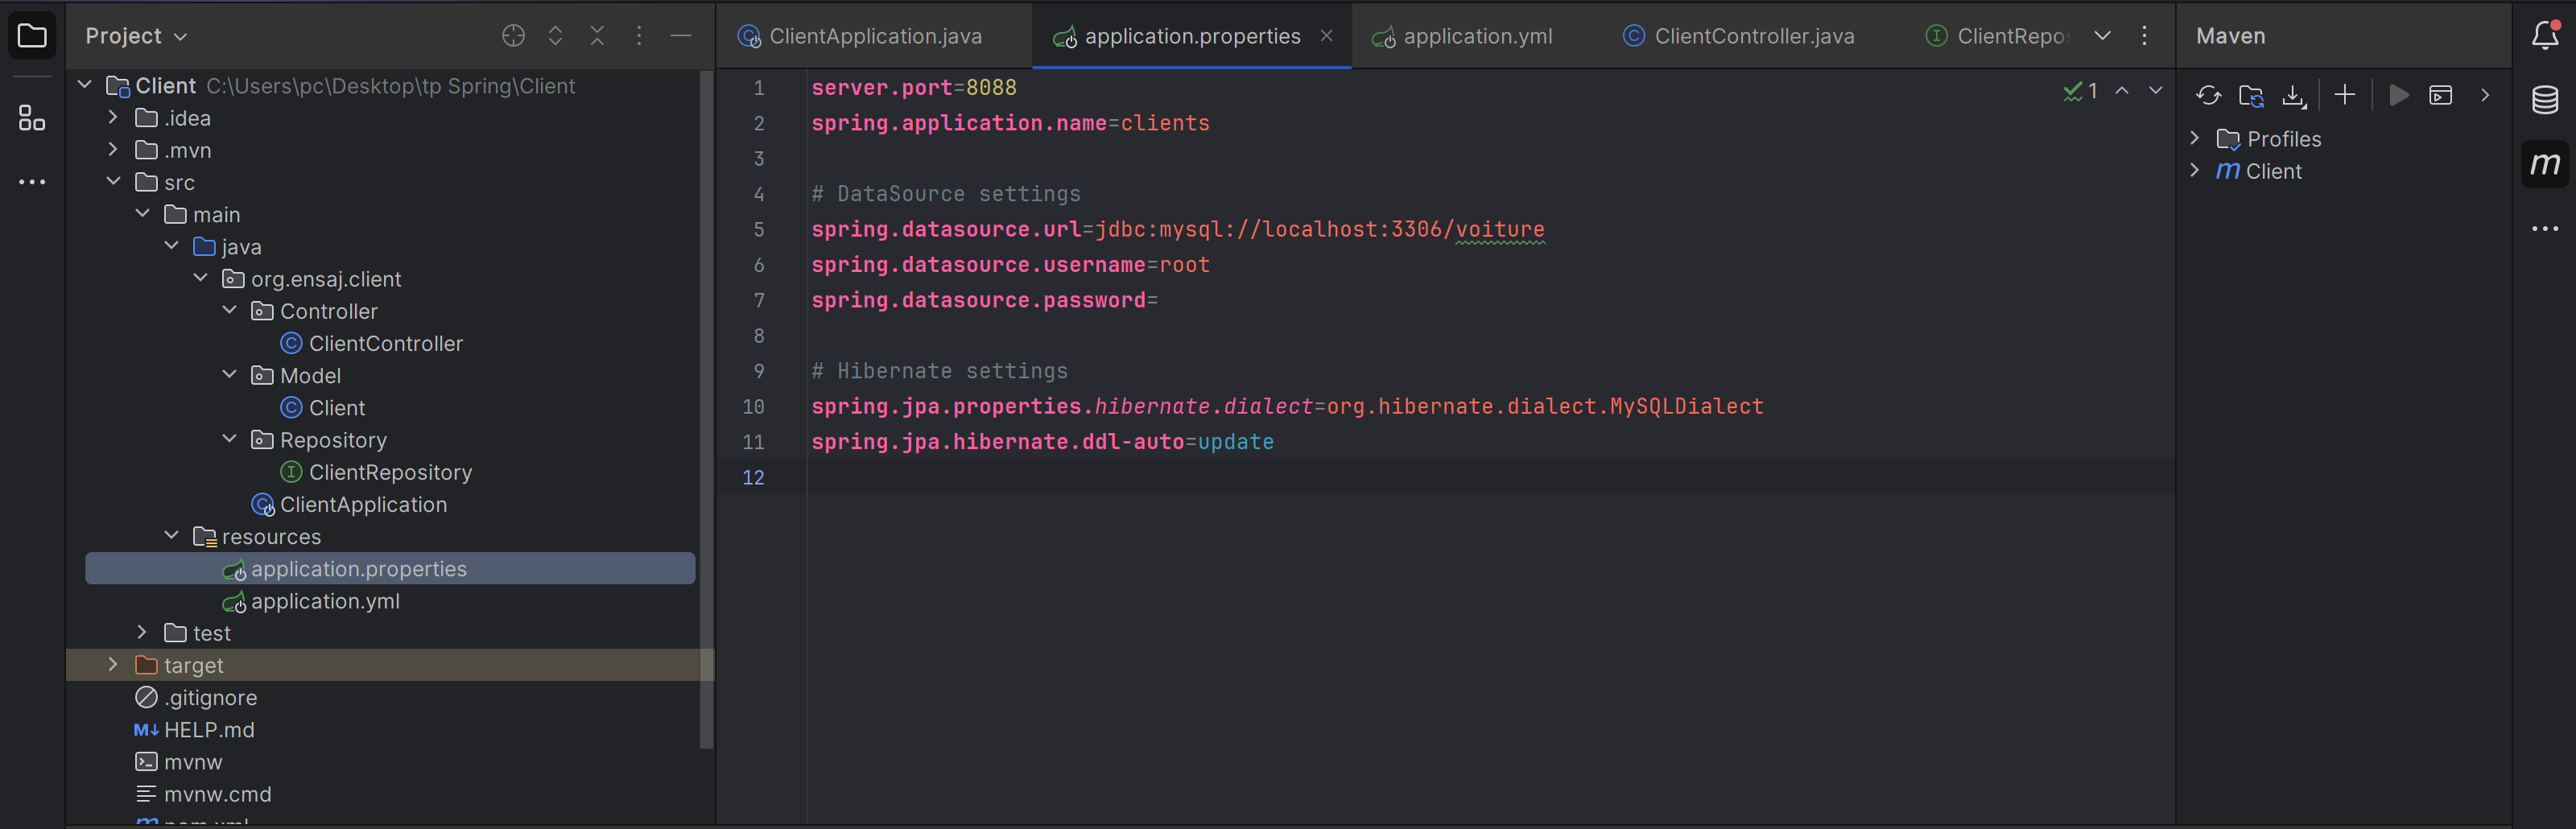 Project
Client C:\Users\pc\Desktop\tp Spring\Client
.idea
.mvn
src
main
java
org.ensaj.client
Controller
ClientController
Model
Client
Repository
ClientRepository
ClientApplication
resources
application.properties
application.yml
test
target
.gitignore
HELP.md
mvnw
mvnw.cmd
ClientApplication.java application.properties application.yml ClientController.java
1 server.port=8088
2 spring.application.name=clients
3
4 # DataSource settings
5 spring.datasource.url=jdbc:mysql://localhost:3306/voiture
6 spring.datasource.username=root
7 spring.datasource.password=
8
9 # Hibernate settings
10 spring.jpa.properties.hibernate.dialect=org.hibernate.dialect.MySQLDialect
11 spring.jpa.hibernate.ddl-auto=update
12
1
Maven
Profiles
m Client
m